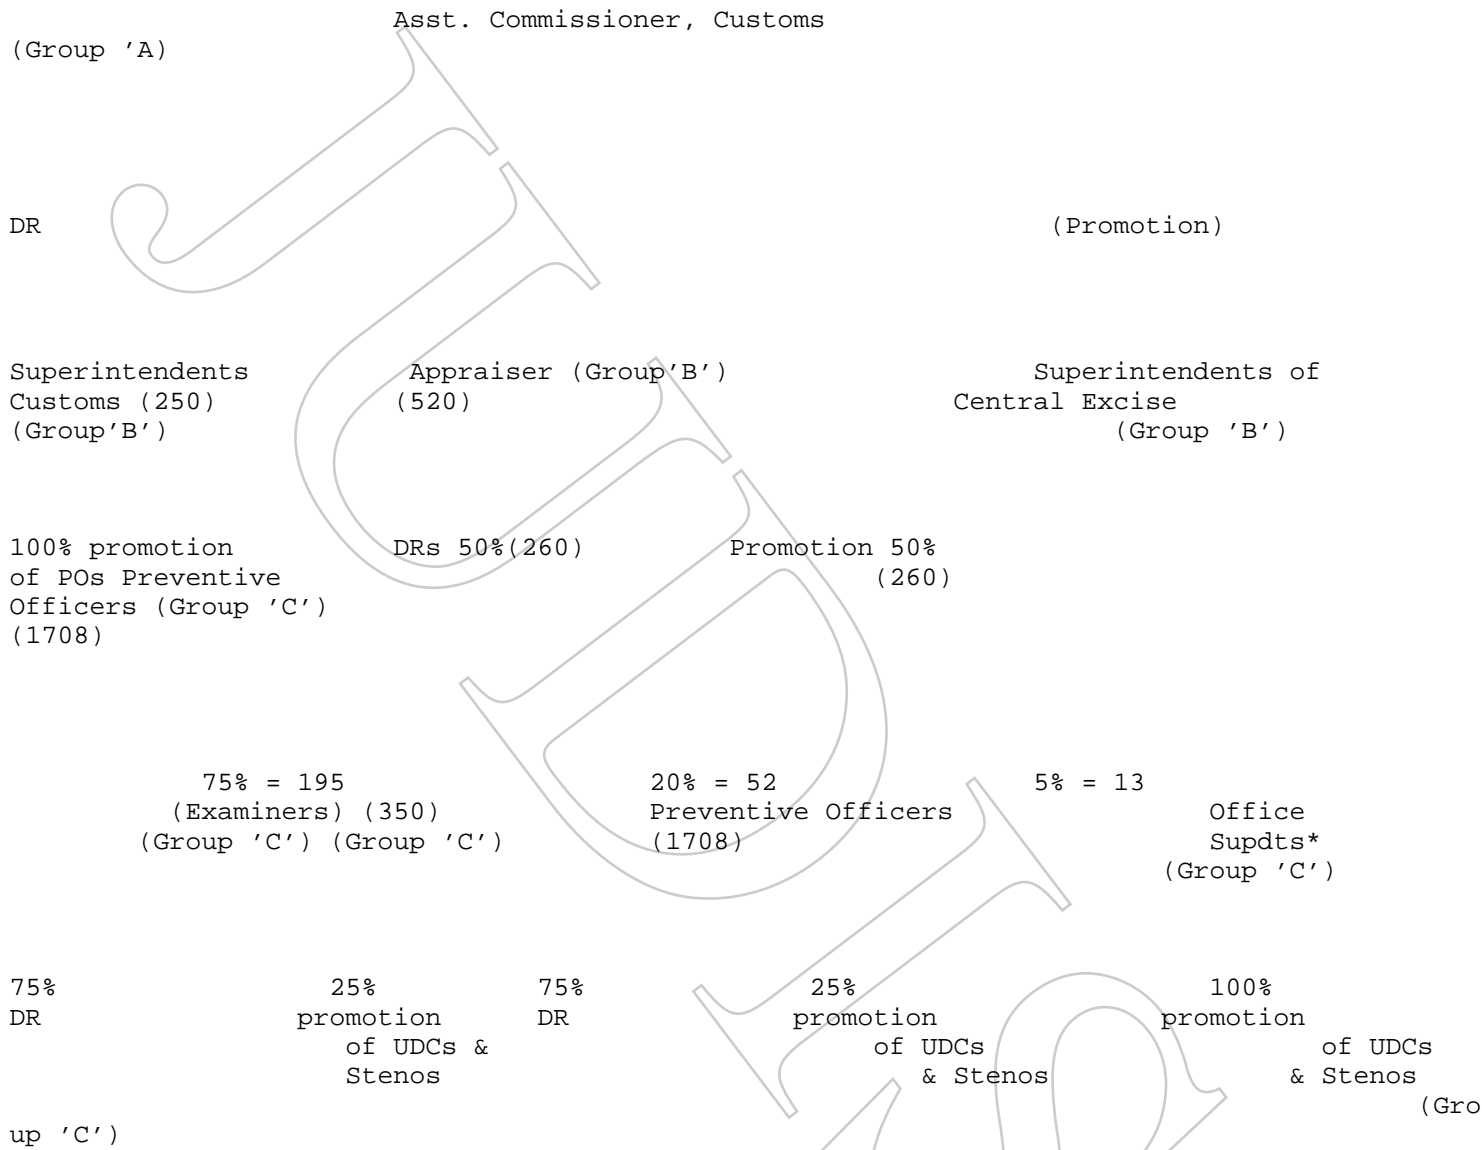 Asst. Commissioner, Customs
(Group 'A)
DR (Promotion)
Superintendents Appraiser (Group'B') Superintendents of
Customs (250) (520) Central Excise
(Group'B') (Group 'B')
100% promotion DRs 50%(260) Promotion 50%
of POs Preventive (260)
Officers (Group 'C')
(1708)
75% = 195 20% = 52 5% = 13
(Examiners) (350) Preventive Officers Office
(Group 'C') (Group 'C') (1708) Supdts*
(Group 'C')
75% 25% 75% 25% 100%
DR promotion DR promotion promotion
of UDCs & of UDCs of UDCs
Stenos & Stenos & Stenos
(Gro
up 'C')
JUDIS